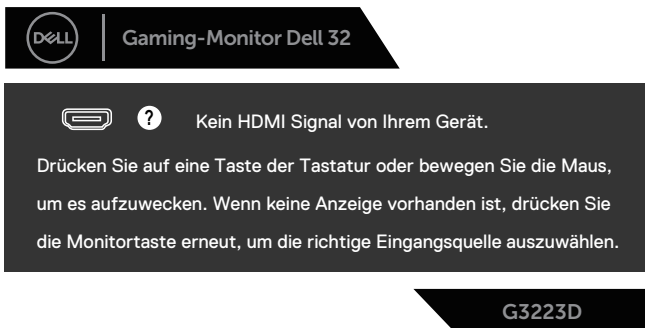 DELL
Gaming-Monitor Dell 32
? Kein HDMI Signal von Ihrem Gerät.
Drücken Sie auf eine Taste der Tastatur oder bewegen Sie die Maus,
um es aufzuwecken. Wenn keine Anzeige vorhanden ist, drücken Sie
die Monitortaste erneut, um die richtige Eingangsquelle auszuwählen.
G3223D